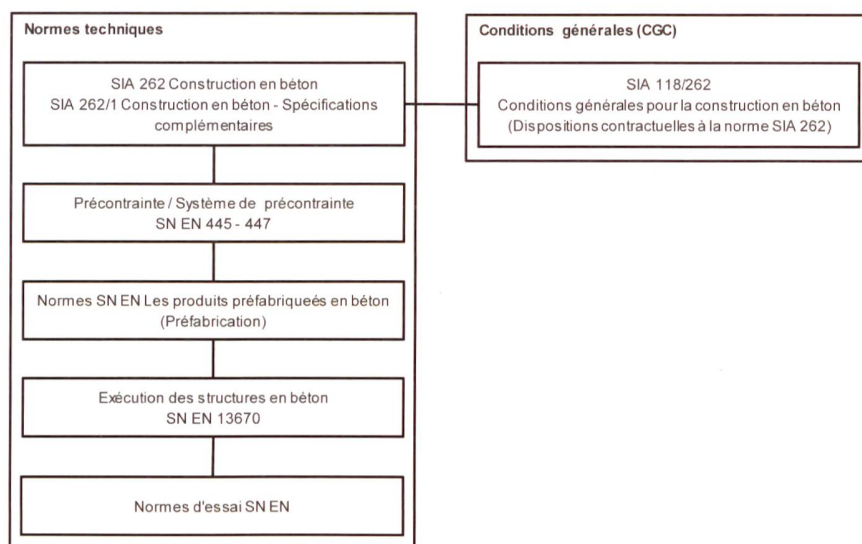 Normes techniques
SIA 262 Construction en béton
SIA 262/1 Construction en béton - Spécifications
complémentaires
Précontrainte / Système de précontrainte
SN EN 445 - 447
Normes SN EN Les produits préfabriqueés en béton
(Préfabrication)
Exécution des structures en béton
SN EN 13670
Normes d'essai SN EN
Conditions générales (CGC)
SIA 118/262
Conditions générales pour la construction en béton
(Dispositions contractuelles à la norme SIA 262)